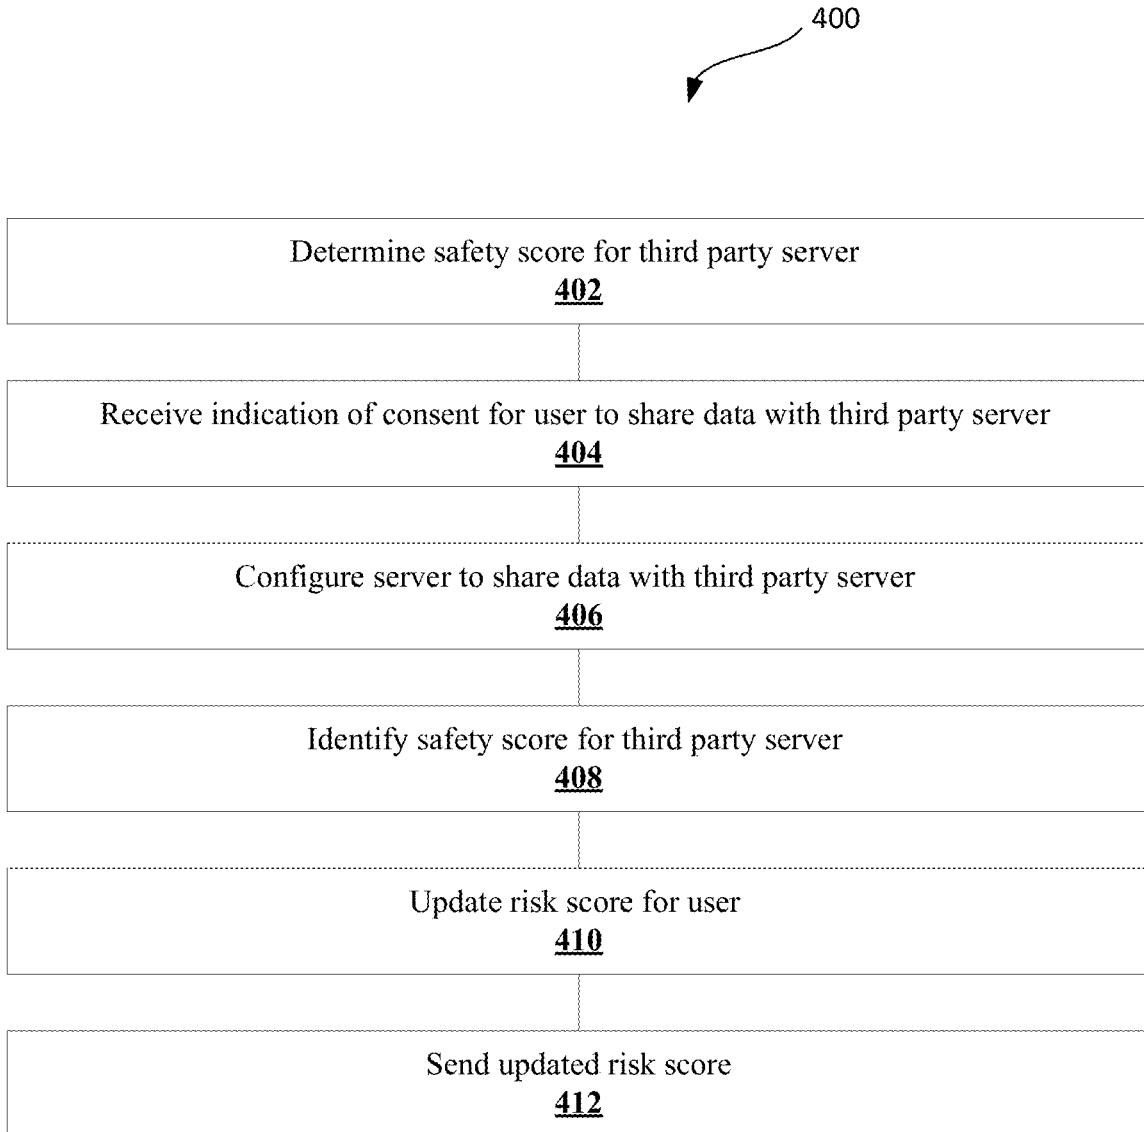 400
Determine safety score for third party server
402
Receive indication of consent for user to share data with third party server
404
Configure server to share data with third party server
406
Identify safety score for third party server
408
Update risk score for user
410
Send updated risk score
412